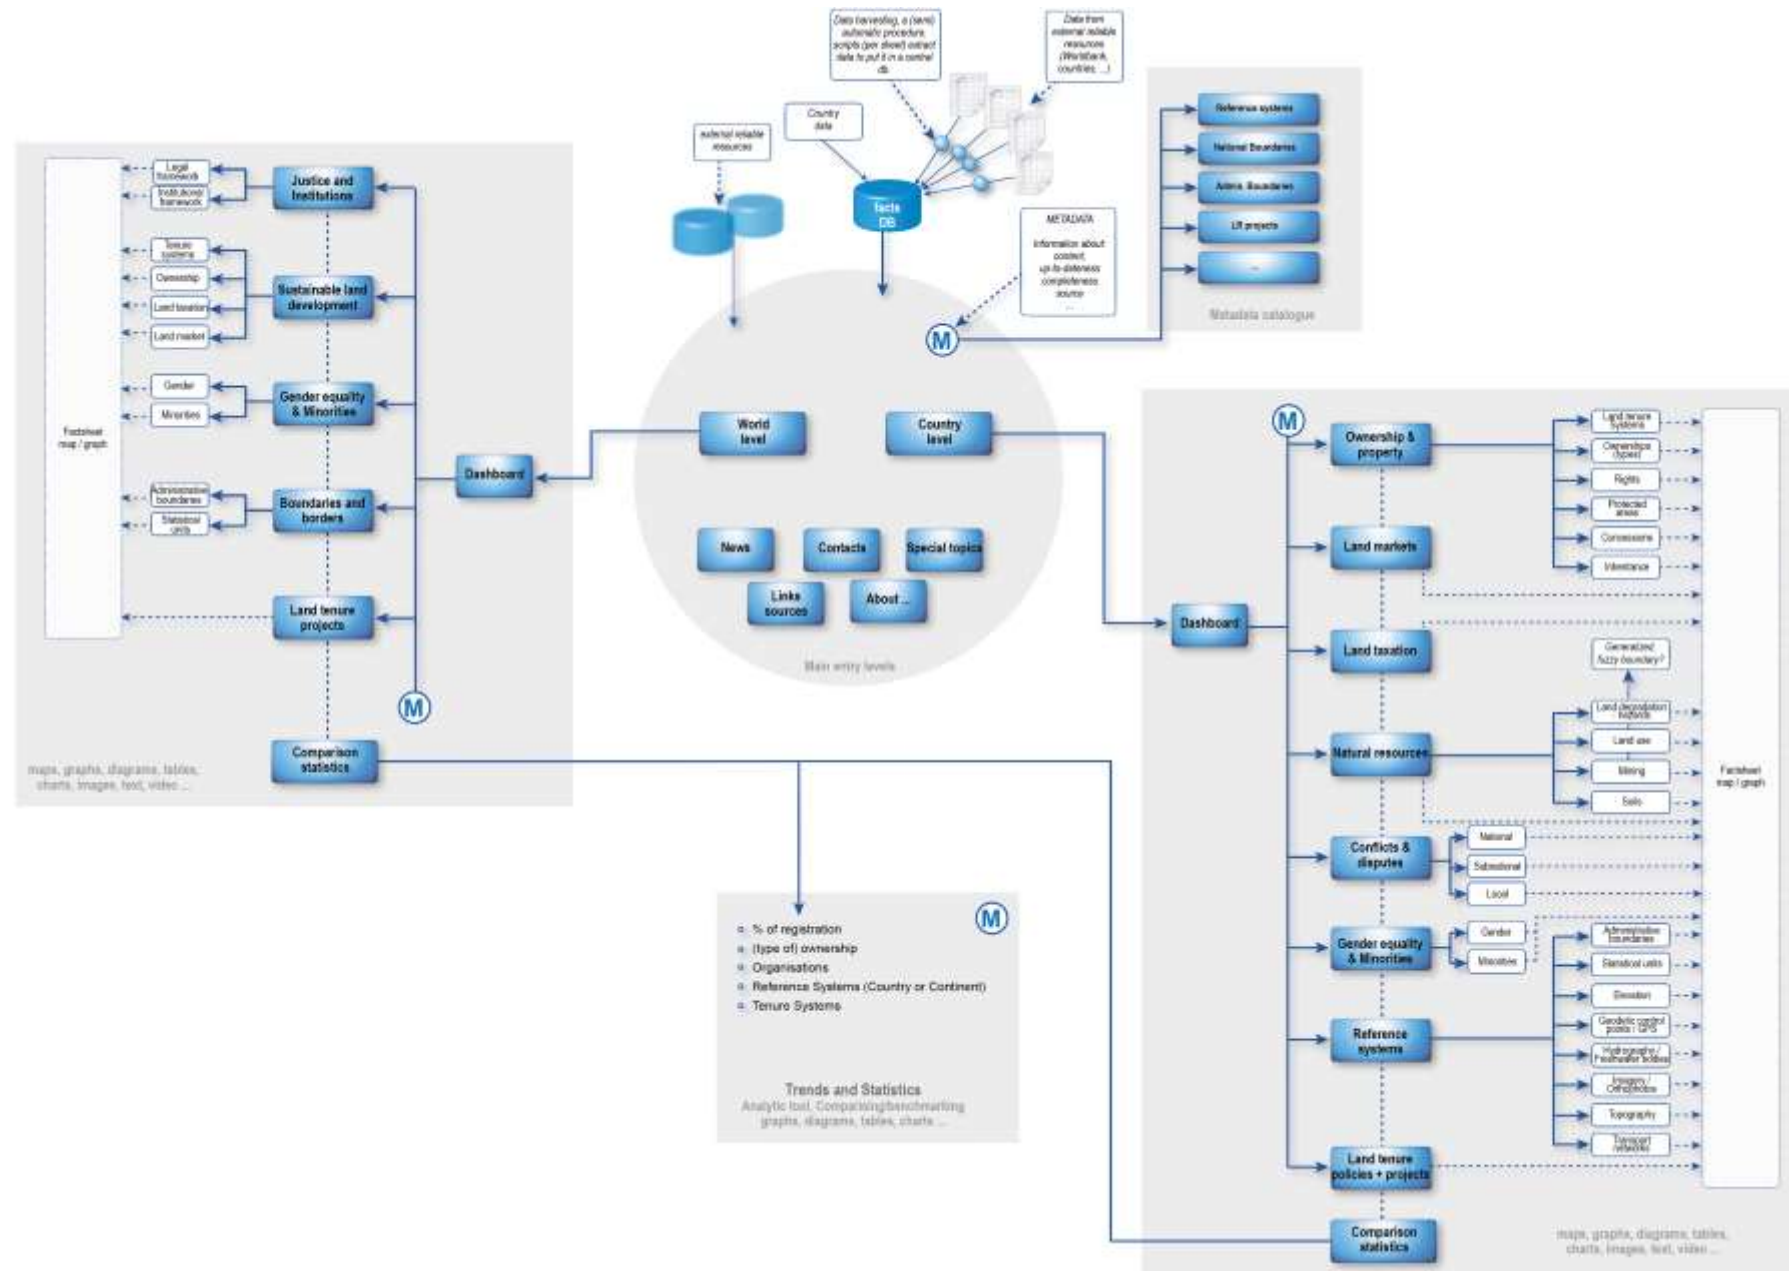 Data harvesting, a (semi)
automatic procedure,
scripts (per sheet) extract
data to put it in a central
db.
Data from
external reliable
resources
(Worldbank,
countries, ...)
Country
data
external reliable
resources
facts
DB
METADATA
Information about
content,
up-to-dateness
completeness
source
...
M
Reference systems
National Boundaries
Admin. Boundaries
LR projects
...
Metadata catalogue
Factsheet
map / graph
Legal
framework
Institutional
framework
Justice and
Institutions
Tenure
systems
Ownership
Land taxation
Land market
Sustainable land
development
Gender
Minorities
Gender equality
& Minorities
Administrative
boundaries
Statistical
units
Boundaries and
borders
Land tenure
projects
M
Comparison
statistics
Dashboard
maps, graphs, diagrams, tables,
charts, images, text, video ...
World
level
Country
level
News
Contacts
Special topics
Links
sources
About ...
Main entry levels
Dashboard
M
Ownership &
property
Land tenure
Systems
Ownerships
(types)
Rights
Protected
areas
Concessions
Inheritance
Land markets
Land taxation
Generalized
fuzzy boundary?
Natural resources
Land degradation
hazards
Land use
Mining
Soils
Conflicts &
disputes
National
Subnational
Local
Gender equality
& Minorities
Gender
Minorities
Reference
systems
Administrative
boundaries
Statistical units
Elevation
Geodetic control
points / GPS
Hydrography /
Freshwater bodies
Imagery /
Orthophotos
Topography
Transport
networks
Land tenure
policies + projects
Comparison
statistics
Factsheet
map / graph
maps, graphs, diagrams, tables,
charts, images, text, video ...
M
% of registration
(type of) ownership
Organisations
Reference Systems (Country or Continent)
Tenure Systems
Trends and Statistics
Analytic tool, Comparising/benchmarking
graphs, diagrams, tables, charts ...